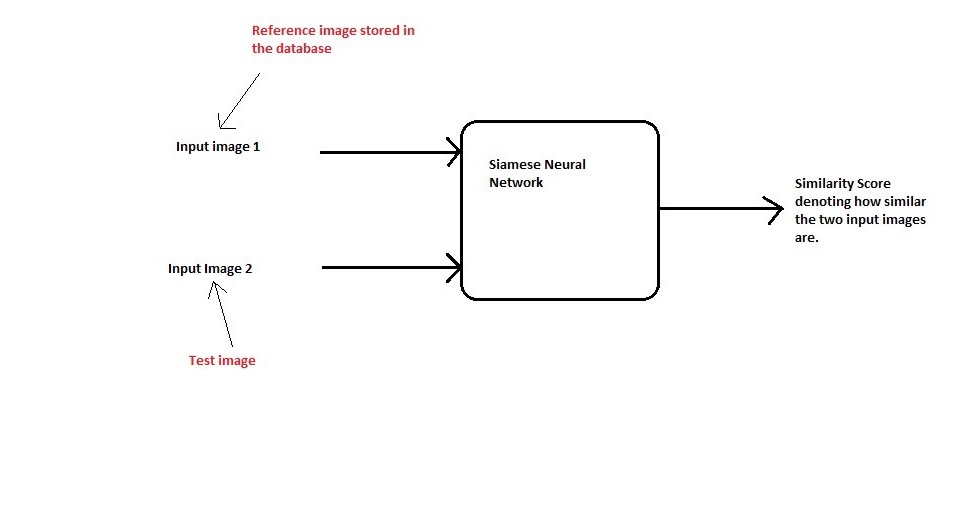 Reference image stored in
the database
Input image 1
Siamese Neural
Network
Similarity Score
denoting how similar
the two input images
are.
Input Image 2
Test image